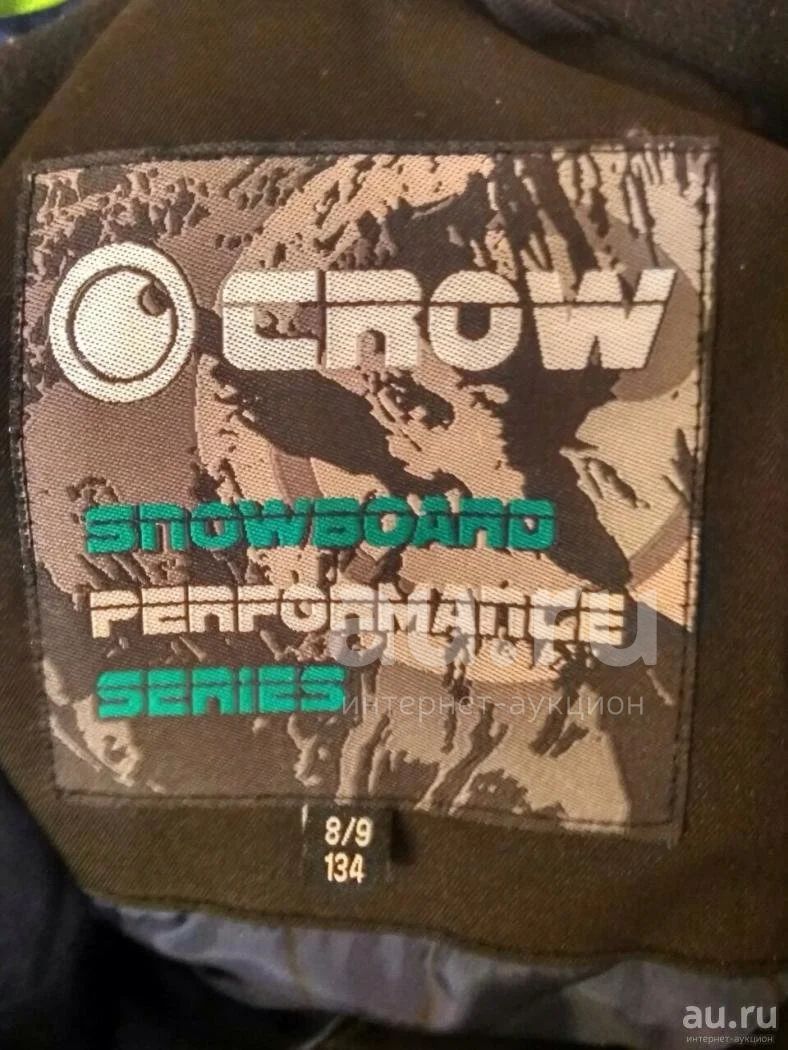 CROW
SNOWBOARD
PERFORMANCE
SERIES
au.ru
интернет-аукцион
8/9
134
au.ru
интернет-аукцион